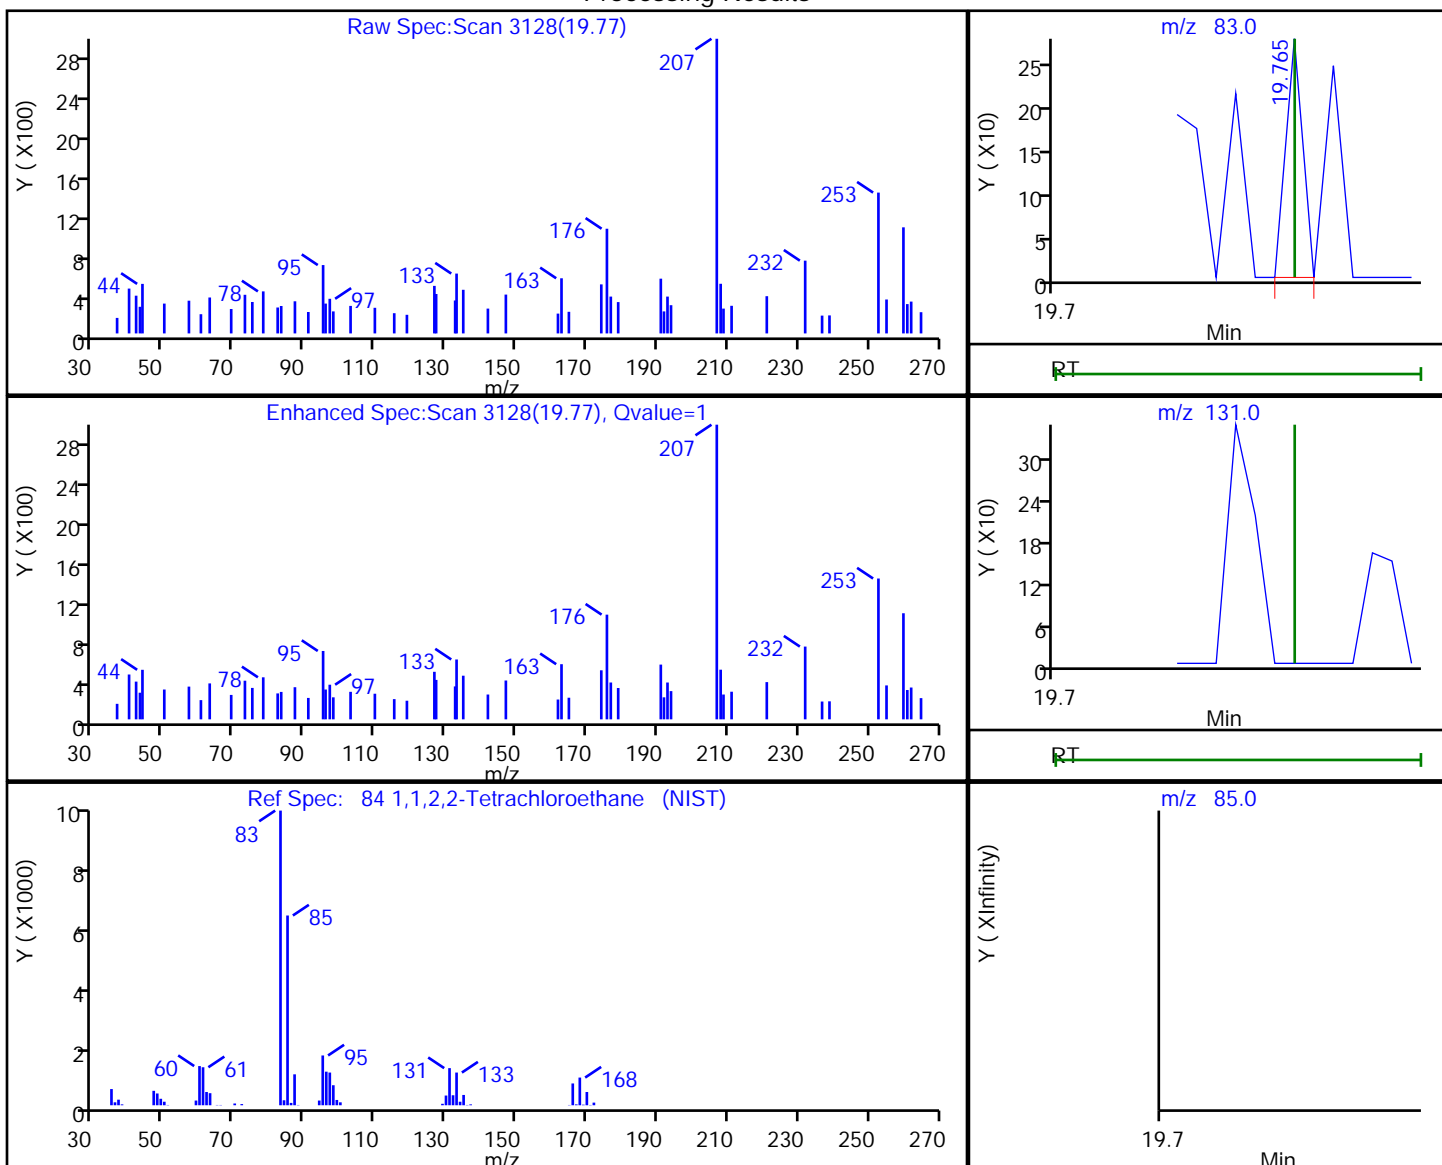 Processing Results
Raw Spec:Scan 3128(19.77)
Y ( X100)
28
24
20
16
12
8
4
0
207
253
176
232
95
133
163
44
78
97
30 50 70 90 110 130 150 170 190 210 230 250 270
m/z
m/z 83.0
Y ( X10)
25
20
15
10
5
0
19.765
19.7
Min
RT
Enhanced Spec:Scan 3128(19.77), Qvalue=1
Y ( X100)
28
24
20
16
12
8
4
0
207
253
176
232
95
133
163
44
78
97
30 50 70 90 110 130 150 170 190 210 230 250 270
m/z
m/z 131.0
Y ( X10)
30
24
18
12
6
0
19.7
Min
RT
Ref Spec: 84 1,1,2,2-Tetrachloroethane (NIST)
Y ( X1000)
10
8
6
4
2
0
83
85
60
61
95
131
133
168
30 50 70 90 110 130 150 170 190 210 230 250 270
m/z
m/z 85.0
Y ( XInfinity)
19.7
Min